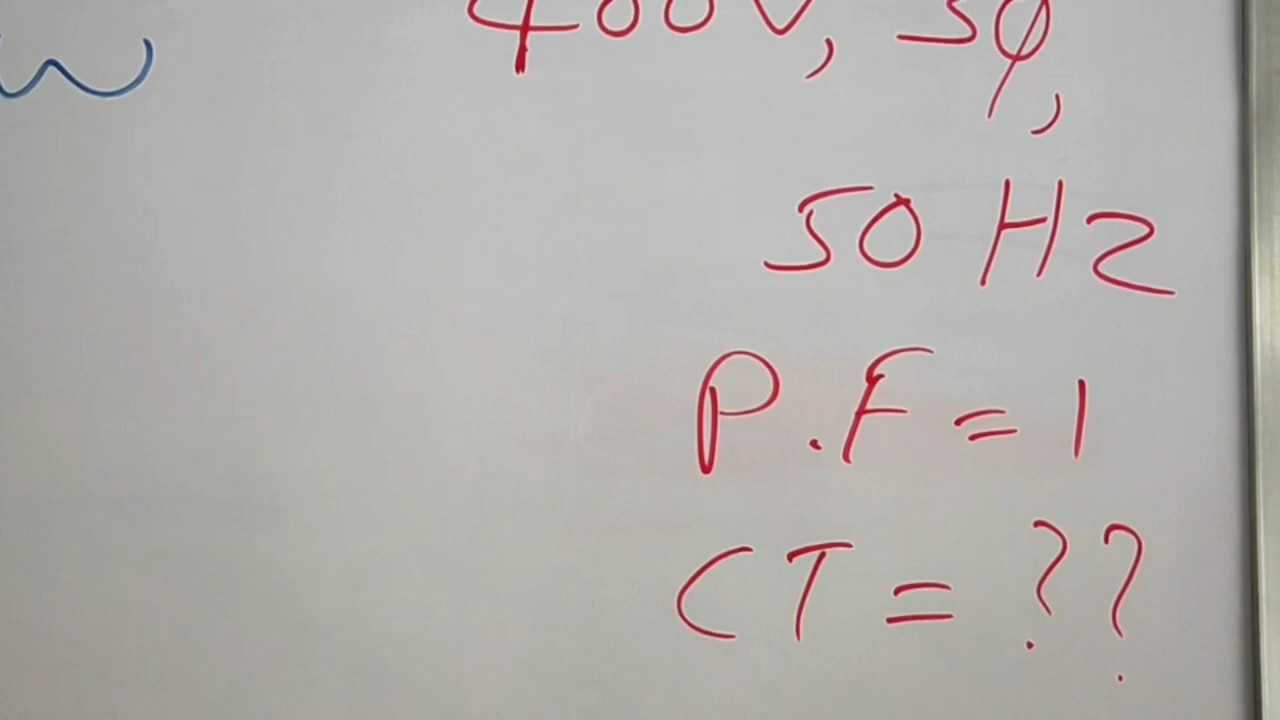 400V, 3φ,
50 Hz
P.F = 1
CT = ??